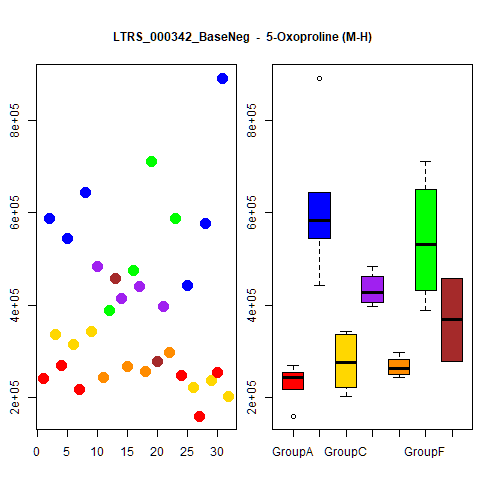 LTRS_000342_BaseNeg - 5-Oxoproline (M-H)
8e+05
6e+05
4e+05
2e+05
0 5 10 15 20 25 30
8e+05
6e+05
4e+05
2e+05
GroupA GroupC GroupF